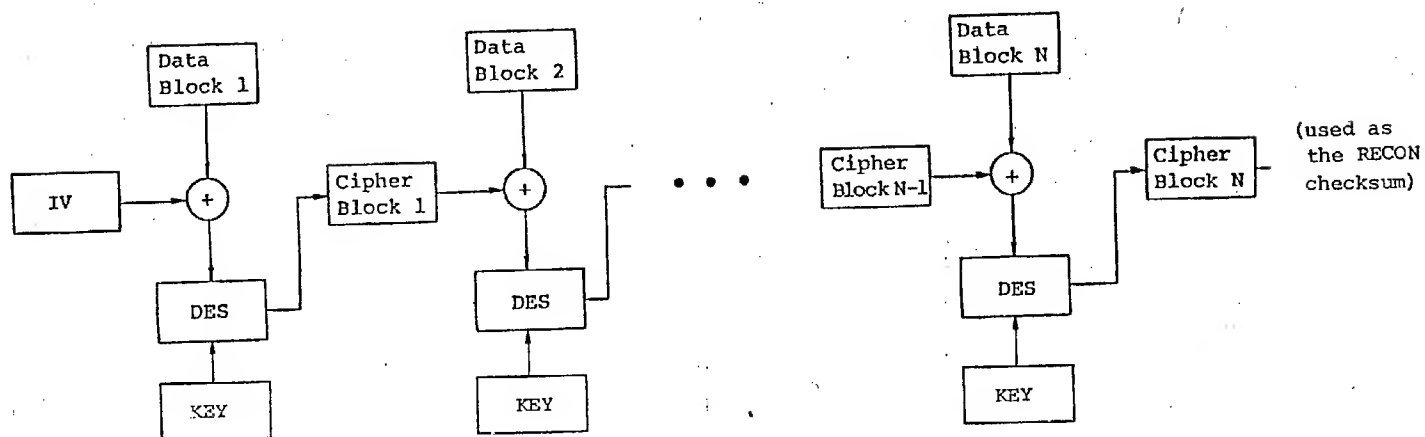 Data
Block 1
Data
Block 2
Data
Block N
IV
+
Cipher
Block 1
+
Cipher
Block N-1
+
Cipher
Block N
(used as
the RECON
checksum)
DES
DES
DES
KEY
KEY
KEY